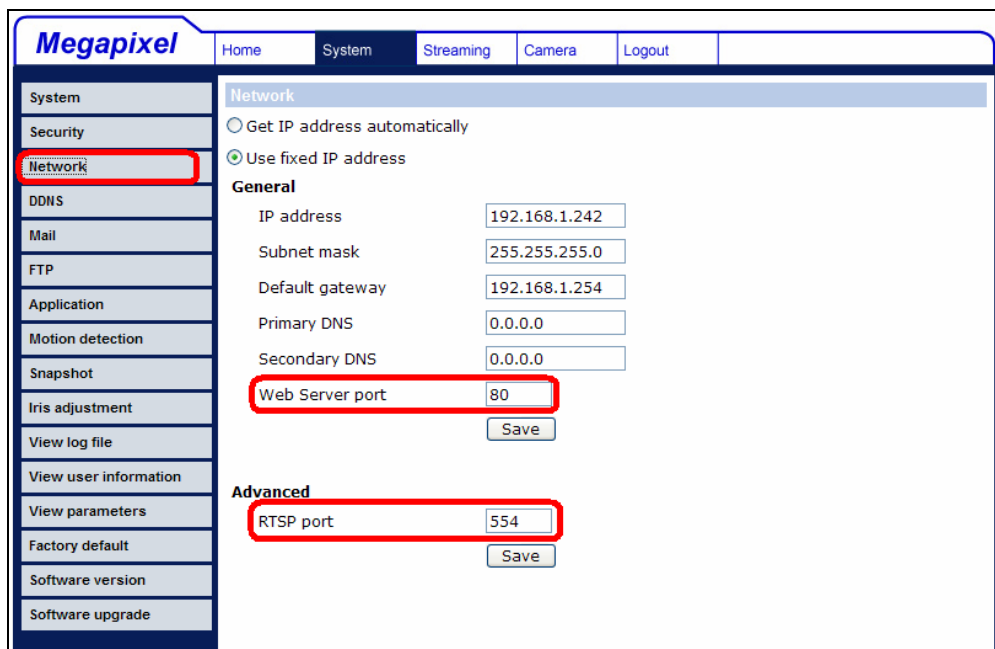 Megapixel
Home System Streaming Camera Logout
System
Security
Network
DDNS
Mail
FTP
Application
Motion detection
Snapshot
Iris adjustment
View log file
View user information
View parameters
Factory default
Software version
Software upgrade
Network
Get IP address automatically
Use fixed IP address
General
IP address 192.168.1.242
Subnet mask 255.255.255.0
Default gateway 192.168.1.254
Primary DNS 0.0.0.0
Secondary DNS 0.0.0.0
Web Server port 80
Save
Advanced
RTSP port 554
Save